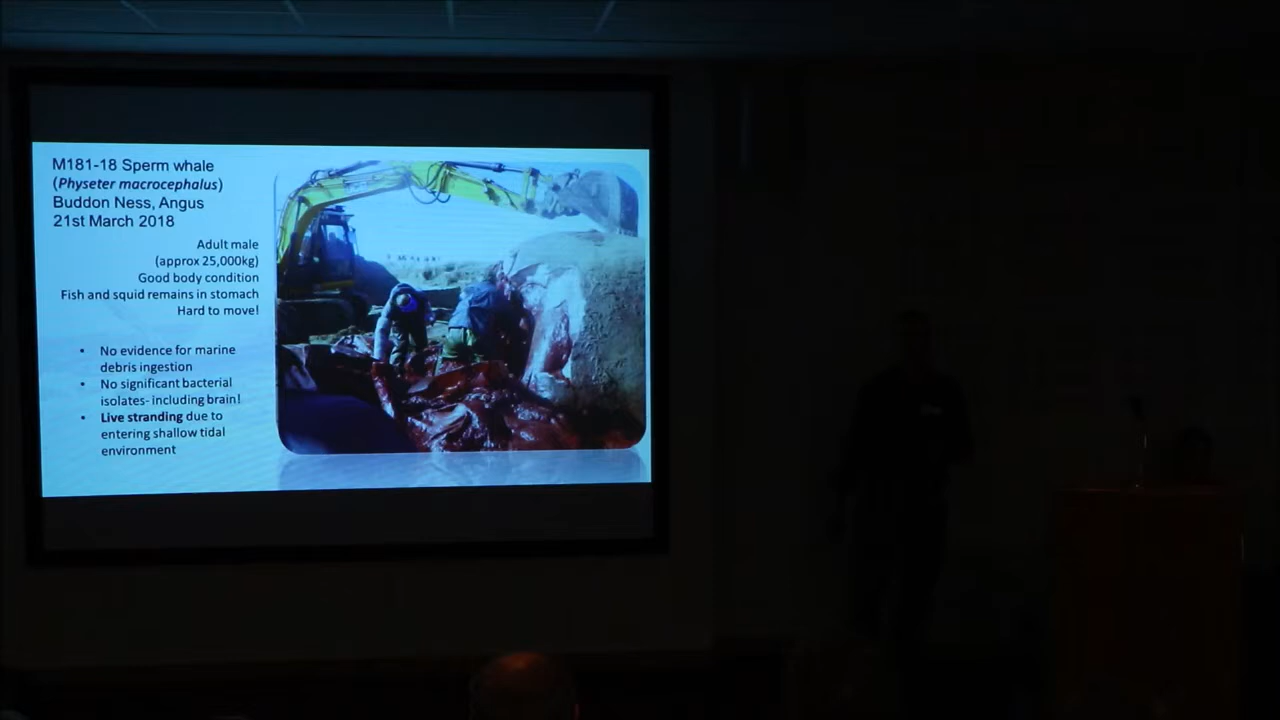 M181-18 Sperm whale
(Physeter macrocephalus)
Buddon Ness, Angus
21st March 2018
Adult male
(approx 25,000kg)
Good body condition
Fish and squid remains in stomach
Hard to move!
• No evidence for marine
debris ingestion
• No significant bacterial
isolates- including brain!
• Live stranding due to
entering shallow tidal
environment